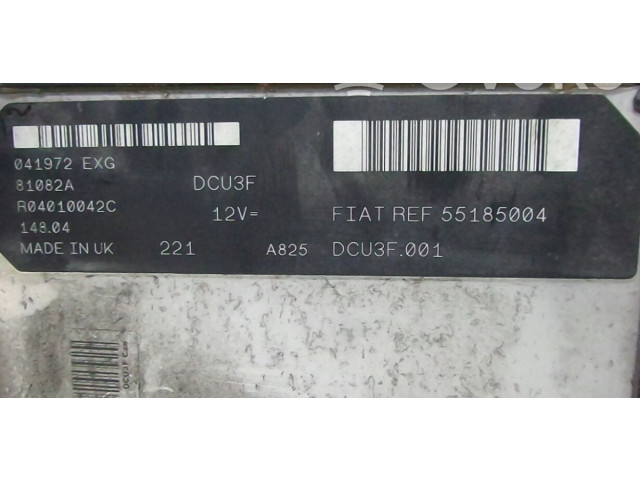 041972 EXG
81082A DCU3F
R04010042C 12V= FIAT REF 55185004
148.04
MADE IN UK 221 A825 DCU3F.001